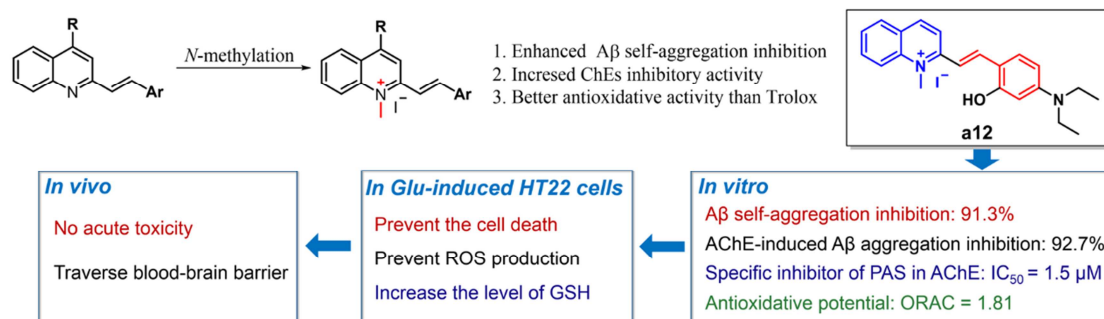 R
N-methylation
N
Ar
R
N
+
I⁻
Ar
1. Enhanced Aβ self-aggregation inhibition
2. Incresed ChEs inhibitory activity
3. Better antioxidative activity than Trolox
N
+
I⁻
HO
N
a12
In vivo
No acute toxicity
Traverse blood-brain barrier
In Glu-induced HT22 cells
Prevent the cell death
Prevent ROS production
Increase the level of GSH
In vitro
Aβ self-aggregation inhibition: 91.3%
AChE-induced Aβ aggregation inhibition: 92.7%
Specific inhibitor of PAS in AChE: IC₅₀ = 1.5 μM
Antioxidative potential: ORAC = 1.81